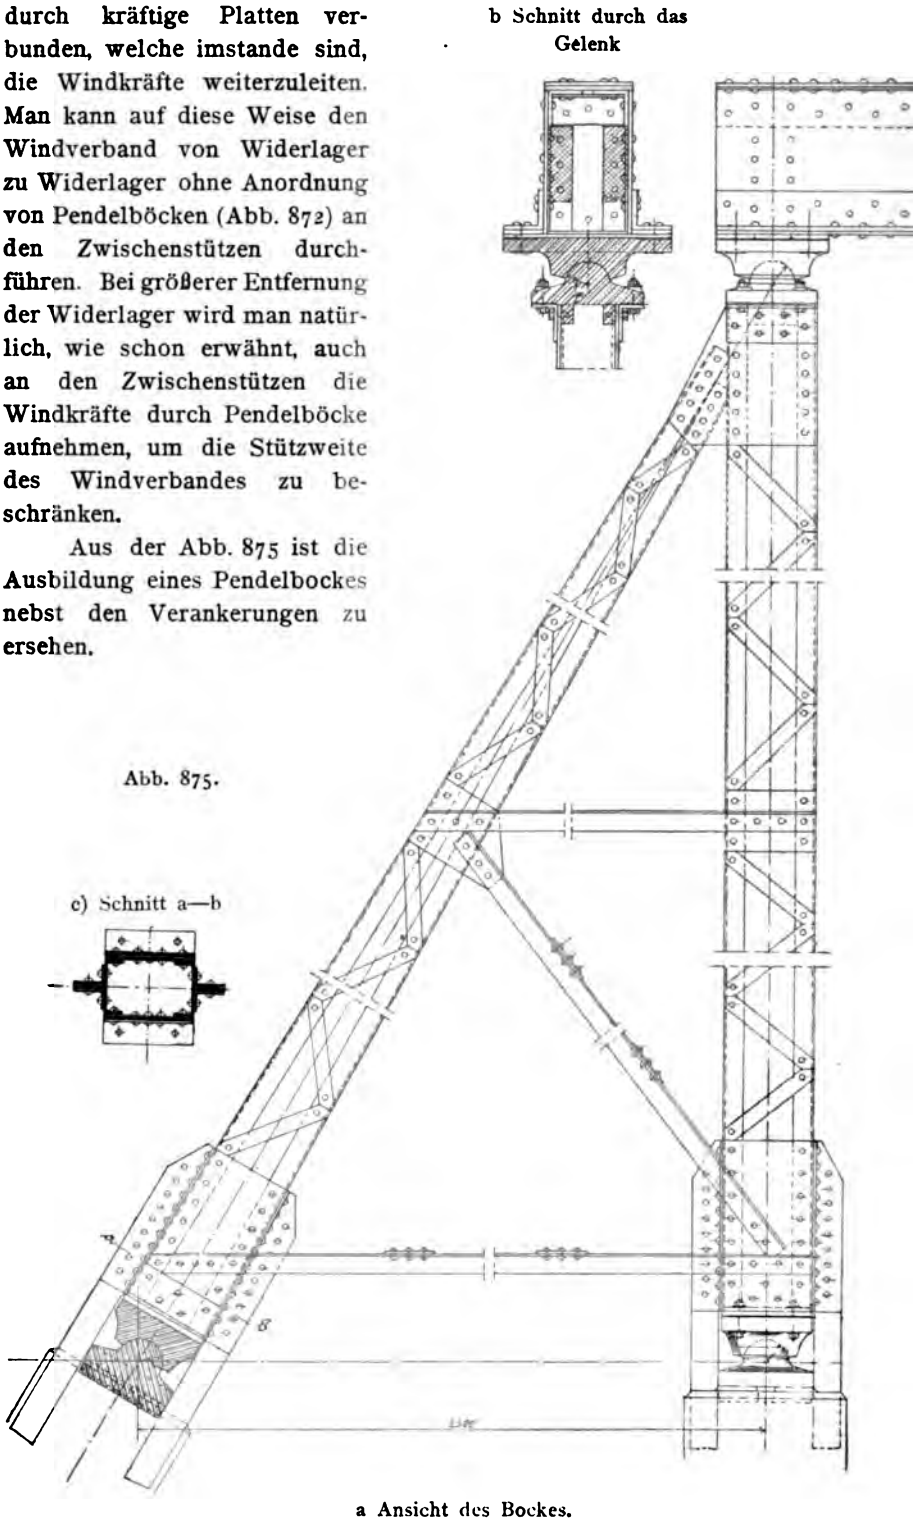 durch kräftige Platten ver-
bunden, welche imstande sind,
die Windkräfte weiterzuleiten.
Man kann auf diese Weise den
Windverband von Widerlager
zu Widerlager ohne Anordnung
von Pendelböcken (Abb. 872) an
den Zwischenstützen durch-
führen. Bei größerer Entfernung
der Widerlager wird man natür-
lich, wie schon erwähnt, auch
an den Zwischenstützen die
Windkräfte durch Pendelböcke
aufnehmen, um die Stützweite
des Windverbandes zu be-
schränken.
Aus der Abb. 875 ist die
Ausbildung eines Pendelbockes
nebst den Verankerungen zu
ersehen.
b Schnitt durch das
Gelenk
Abb. 875.
c) Schnitt a—b
a Ansicht des Bockes.